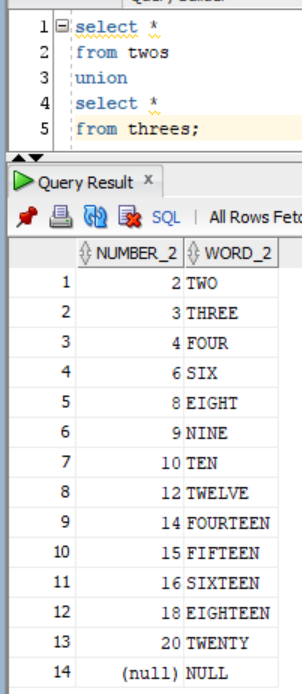 1 select *
2 from twos
3 union
4 select *
5 from threes;
Query Result x
SQL | All Rows Fetc
NUMBER_2 WORD_2
1 2 TWO
2 3 THREE
3 4 FOUR
4 6 SIX
5 8 EIGHT
6 9 NINE
7 10 TEN
8 12 TWELVE
9 14 FOURTEEN
10 15 FIFTEEN
11 16 SIXTEEN
12 18 EIGHTEEN
13 20 TWENTY
14 (null) NULL